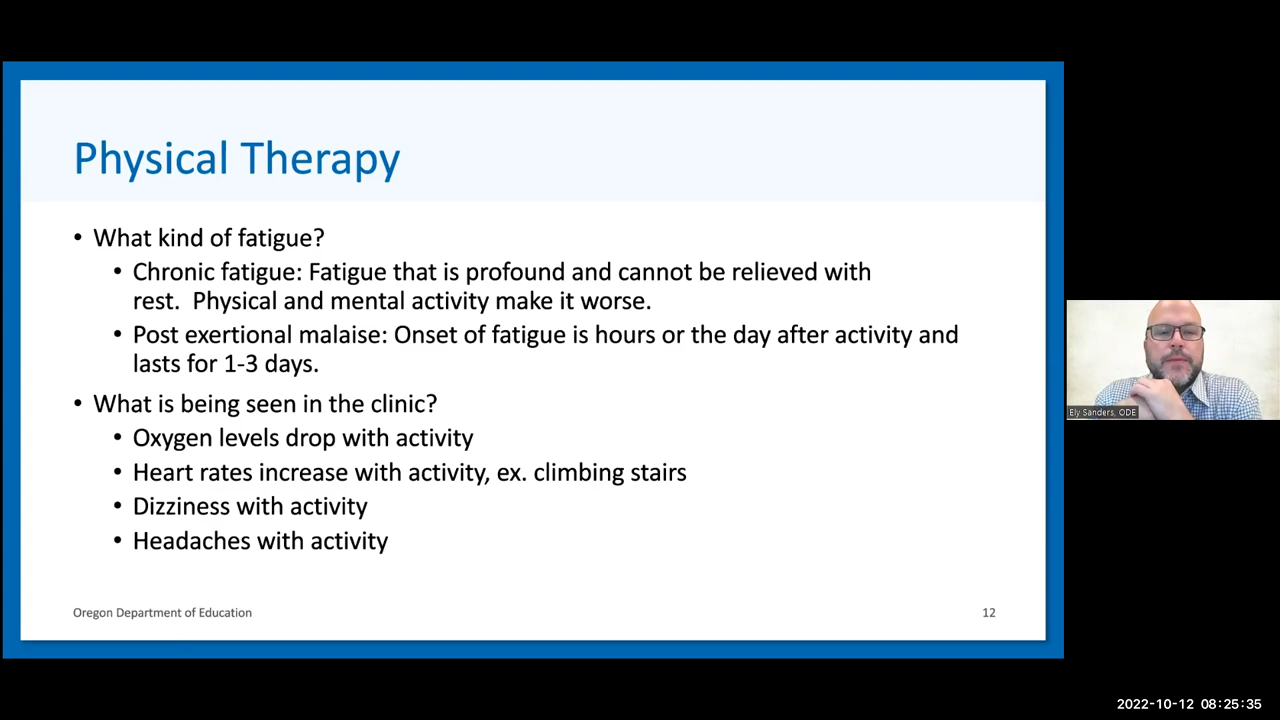 Physical Therapy
• What kind of fatigue?
• Chronic fatigue: Fatigue that is profound and cannot be relieved with
rest.  Physical and mental activity make it worse.
• Post exertional malaise: Onset of fatigue is hours or the day after activity and
lasts for 1-3 days.
• What is being seen in the clinic?
• Oxygen levels drop with activity
• Heart rates increase with activity, ex. climbing stairs
• Dizziness with activity
• Headaches with activity
Oregon Department of Education
12
Ely Sanders, ODE
2022-10-12 08:25:35